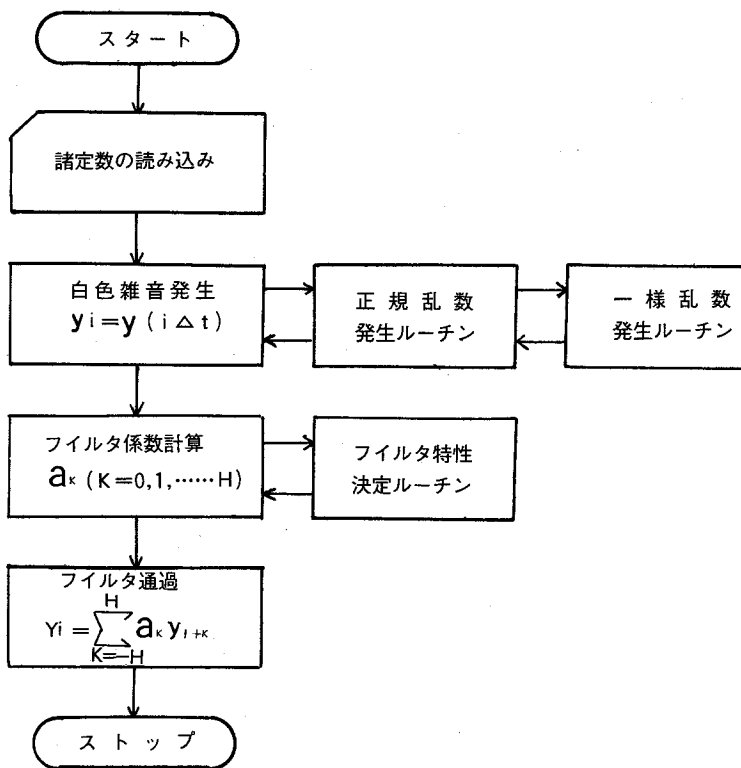 スタート
諸定数の読み込み
白色雑音発生
yi=y(i△t)
正規乱数
発生ルーチン
一様乱数
発生ルーチン
フイルタ係数計算
aK(K=0,1,……H)
フイルタ特性
決定ルーチン
フイルタ通過
H
Yi=∑aKyi+K
K=-H
ストップ